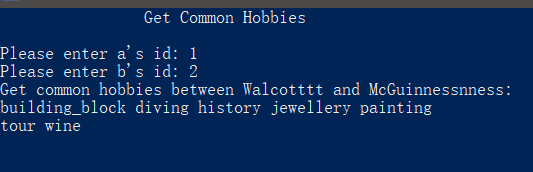 Get Common Hobbies
Please enter a's id: 1
Please enter b's id: 2
Get common hobbies between Walcotttt and McGuinnessnness:
building_block diving history jewellery painting
tour wine